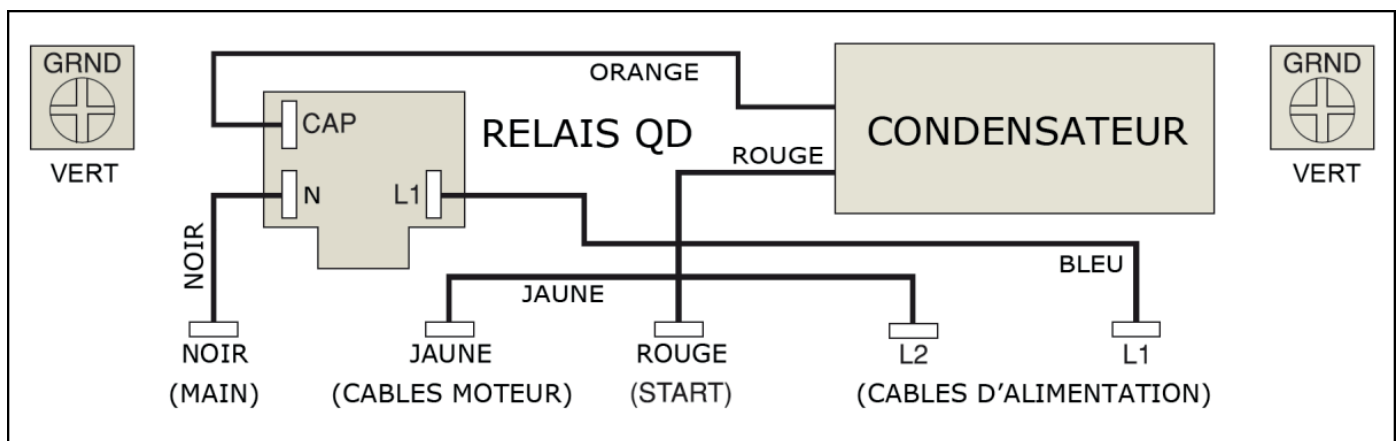 GRND
VERT
ORANGE
CAP
RELAIS QD
CONDENSATEUR
GRND
VERT
ROUGE
N
L1
NOIR
BLEU
JAUNE
NOIR
JAUNE
ROUGE
L2
L1
(MAIN)
(CABLES MOTEUR)
(START)
(CABLES D'ALIMENTATION)